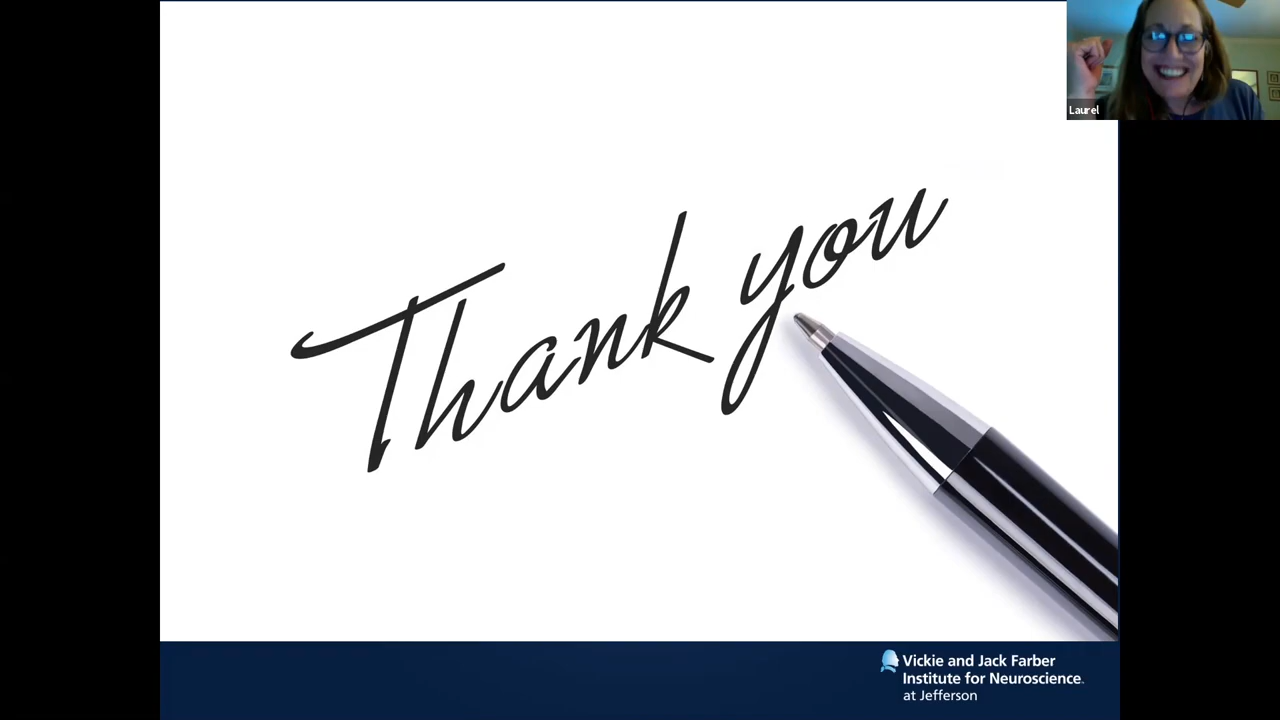 Laurel
Thank you
Vickie and Jack Farber
Institute for Neuroscience.
at Jefferson